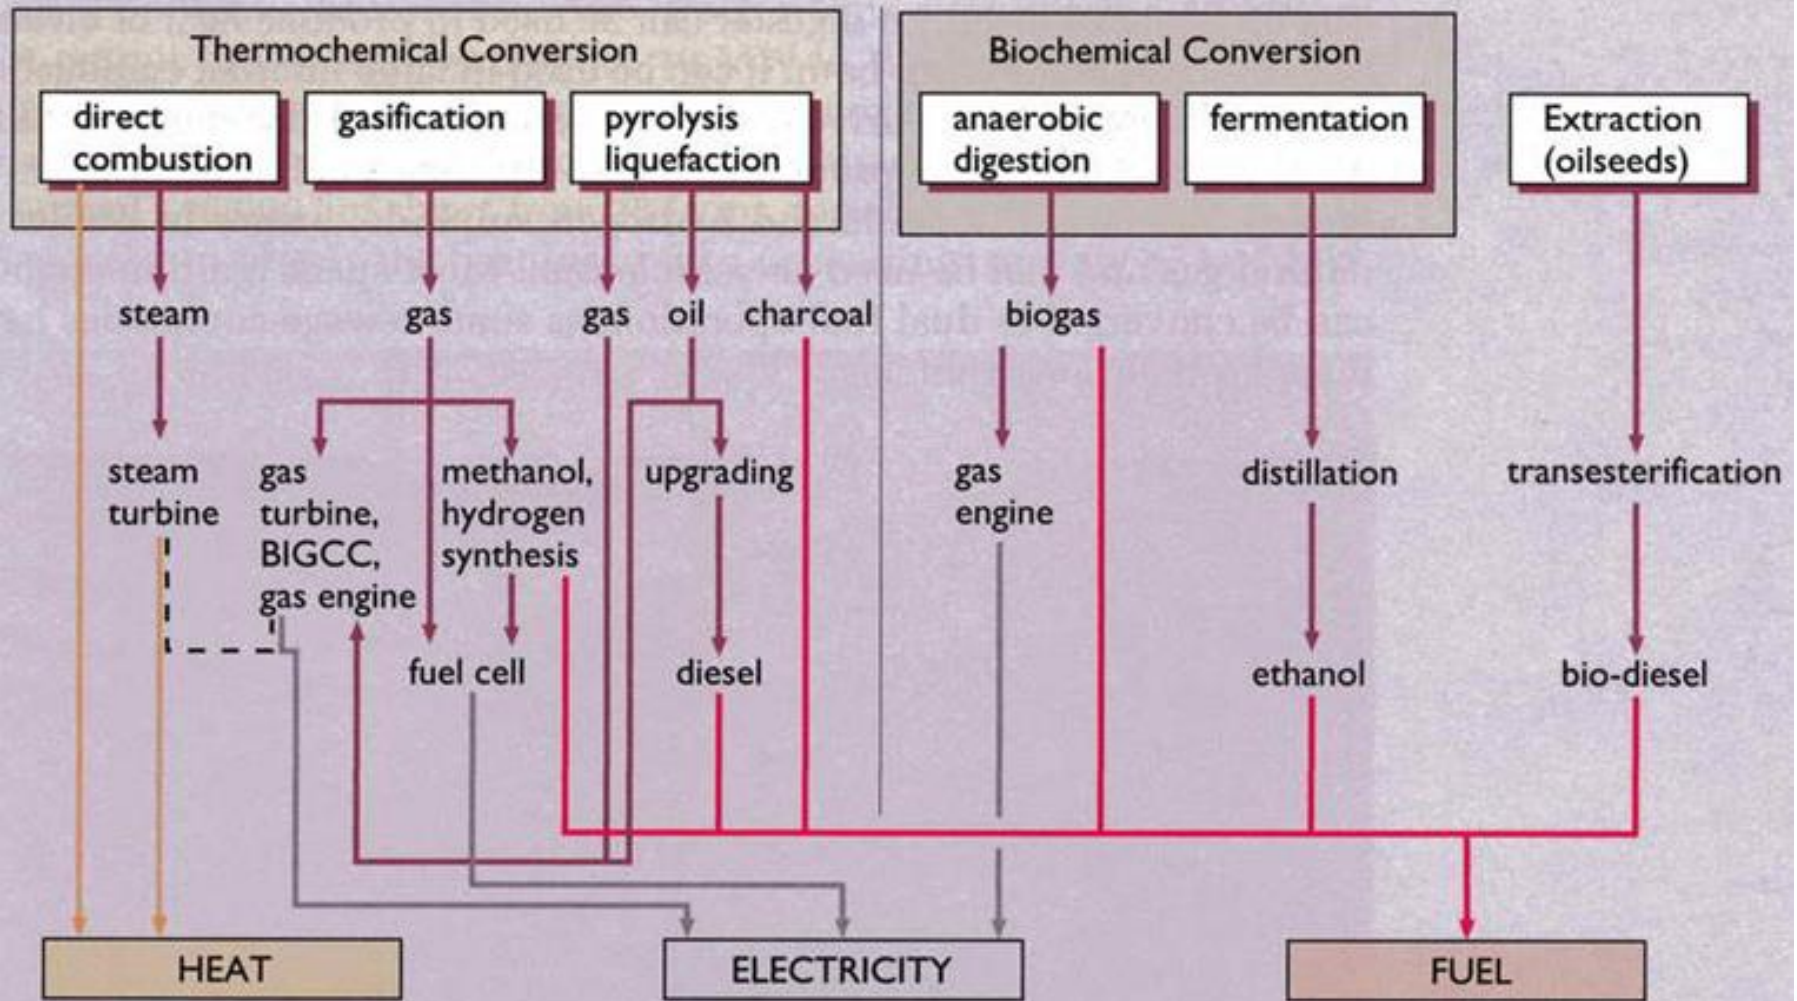 Thermochemical Conversion
Biochemical Conversion
direct
combustion
gasification
pyrolysis
liquefaction
anaerobic
digestion
fermentation
Extraction
(oilseeds)
steam
gas
gas
oil
charcoal
biogas
steam
turbine
gas
turbine,
BIGCC,
gas engine
methanol,
hydrogen
synthesis
upgrading
gas
engine
distillation
transesterification
fuel cell
diesel
ethanol
bio-diesel
HEAT
ELECTRICITY
FUEL